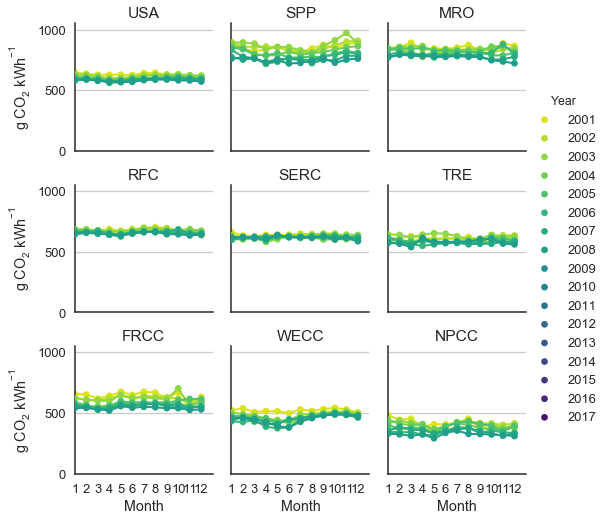 USA SPP MRO
1000
500
0
g CO₂ kWh⁻¹
RFC SERC TRE
1000
500
0
g CO₂ kWh⁻¹
FRCC WECC NPCC
1000
500
0
g CO₂ kWh⁻¹
1 2 3 4 5 6 7 8 9 10 11 12 1 2 3 4 5 6 7 8 9 10 11 12 1 2 3 4 5 6 7 8 9 10 11 12
Month Month Month
Year
2001
2002
2003
2004
2005
2006
2007
2008
2009
2010
2011
2012
2013
2014
2015
2016
2017